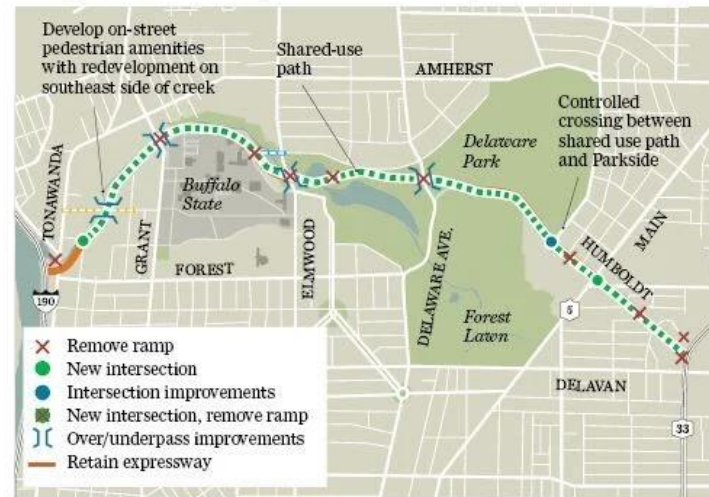 Develop on-street
pedestrian amenities
with redevelopment on
southeast side of creek
Shared-use
path
AMHERST
Controlled
crossing between
shared use path
and Parkside
Delaware
Park
TONAWANDA
Buffalo
State
GRANT
FOREST
ELMWOOD
DELAWARE AVE.
HUMBOLDT
MAIN
190
5
Forest
Lawn
DELAVAN
33
Remove ramp
New intersection
Intersection improvements
New intersection, remove ramp
Over/underpass improvements
Retain expressway